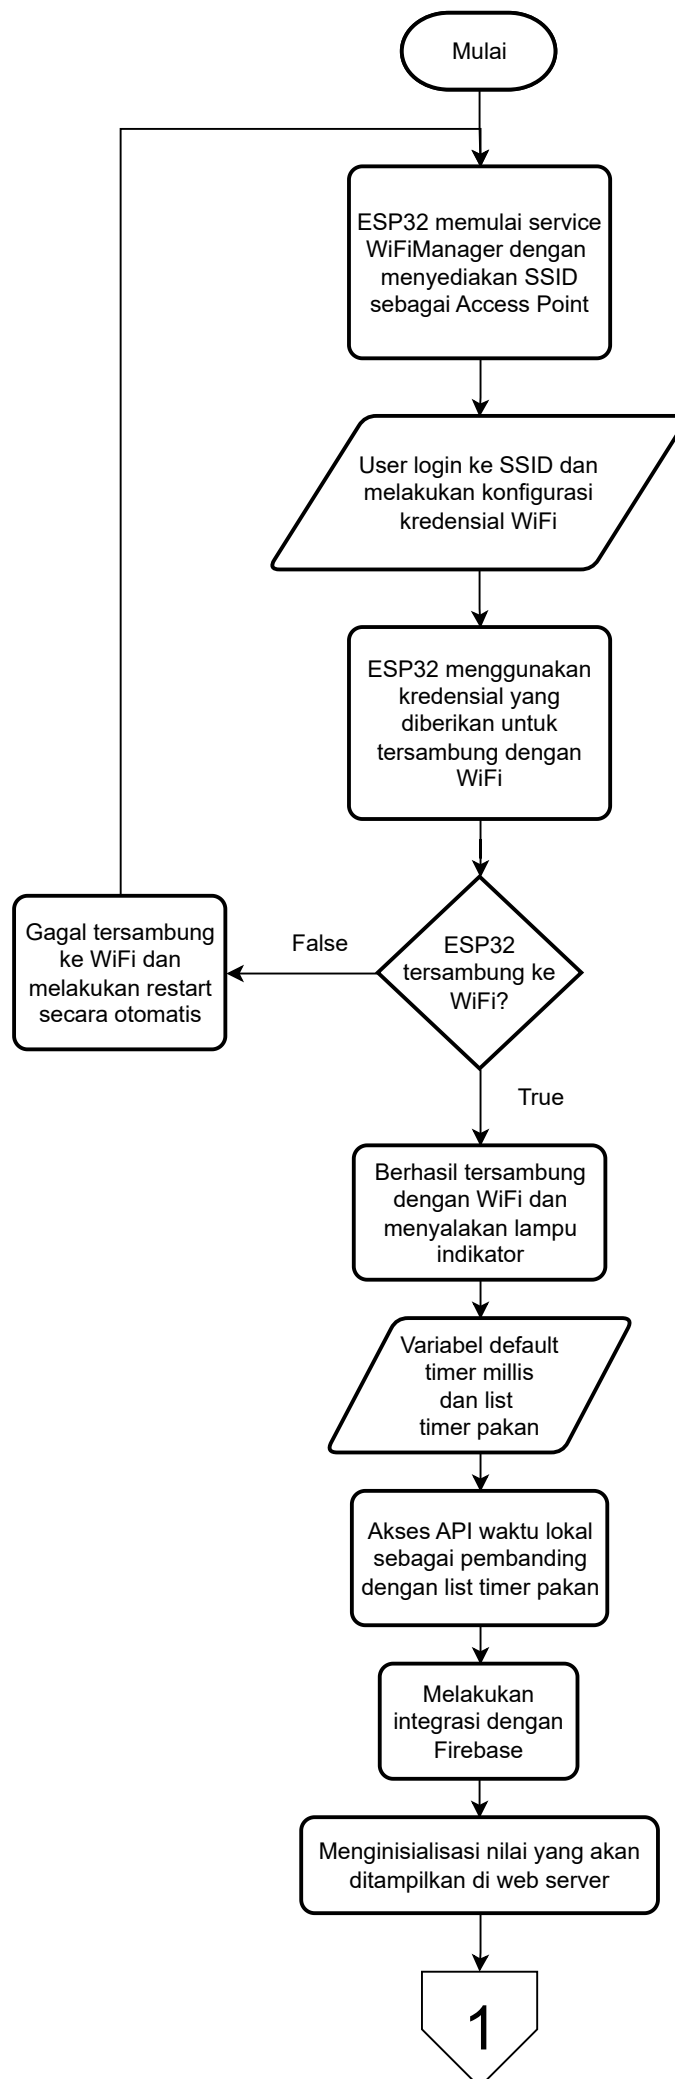 Mulai
ESP32 memulai service
WiFiManager dengan
menyediakan SSID
sebagai Access Point
User login ke SSID dan
melakukan konfigurasi
kredensial WiFi
ESP32 menggunakan
kredensial yang
diberikan untuk
tersambung dengan
WiFi
ESP32
tersambung ke
WiFi?
False
Gagal tersambung
ke WiFi dan
melakukan restart
secara otomatis
True
Berhasil tersambung
dengan WiFi dan
menyalakan lampu
indikator
Variabel default
timer millis
dan list
timer pakan
Akses API waktu lokal
sebagai pembanding
dengan list timer pakan
Melakukan
integrasi dengan
Firebase
Menginisialisasi nilai yang akan
ditampilkan di web server
1